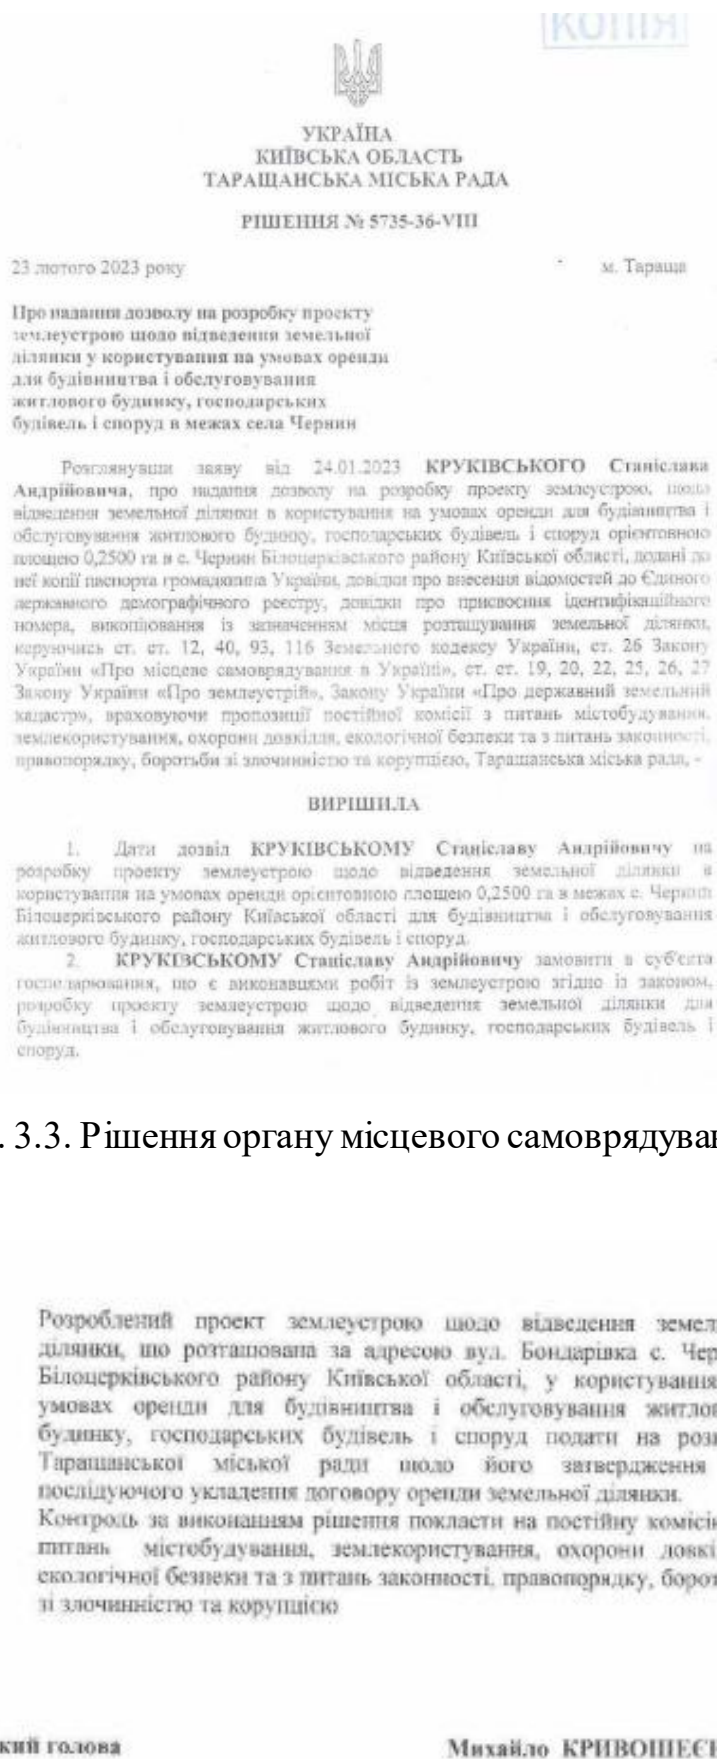 КОПІЯ
УКРАЇНА
КИЇВСЬКА ОБЛАСТЬ
ТАРАЩАНСЬКА МІСЬКА РАДА
РІШЕННЯ № 5735-36-VIII
23 лютого 2023 року м. Тараща
Про надання дозволу на розробку проекту
землеустрою щодо відведення земельної
ділянки у користування на умовах оренди
для будівництва і обслуговування
житлового будинку, господарських
будівель і споруд в межах села Чернин
Розглянувши заяву від 24.01.2023 КРУКІВСЬКОГО Станіслава
Андрійовича, про надання дозволу на розробку проекту землеустрою, щодо
відведення земельної ділянки в користування на умовах оренди для будівництва і
обслуговування житлового будинку, господарських будівель і споруд орієнтовною
площею 0,2500 га в с. Чернин Білоцерківського району Київської області, додані до
неї копії паспорта громадянина України, довідки про внесення відомостей до Єдиного
державного демографічного реєстру, довідки про присвоєння ідентифікаційного
номера, викопіювання із зазначенням місця розташування земельної ділянки,
керуючись ст. ст. 12, 40, 93, 116 Земельного кодексу України, ст. 26 Закону
України «Про місцеве самоврядування в Україні», ст. ст. 19, 20, 22, 25, 26, 27
Закону України «Про землеустрій», Закону України «Про державний земельний
кадастр», враховуючи пропозиції постійної комісії з питань містобудування,
землекористування, охорони довкілля, екологічної безпеки та з питань законності,
правопорядку, боротьби зі злочинністю та корупцією, Таращанська міська рада, -
ВИРІШИЛА
1. Дати дозвіл КРУКІВСЬКОМУ Станіславу Андрійовичу на
розробку проекту землеустрою щодо відведення земельної ділянки в
користування на умовах оренди орієнтовною площею 0,2500 га в межах с. Чернин
Білоцерківського району Київської області для будівництва і обслуговування
житлового будинку, господарських будівель і споруд.
2. КРУКІВСЬКОМУ Станіславу Андрійовичу замовити в суб'єкта
господарювання, що є виконавцями робіт із землеустрою згідно із законом,
розробку проекту землеустрою щодо відведення земельної ділянки для
будівництва і обслуговування житлового будинку, господарських будівель і
споруд.
. 3.3. Рішення органу місцевого самоврядуван
Розроблений проект землеустрою щодо відведення земел
ділянки, що розташована за адресою вул. Бондарівка с. Чер
Білоцерківського району Київської області, у користування
умовах оренди для будівництва і обслуговування житлов
будинку, господарських будівель і споруд подати на розг
Таращанської міської ради щодо його затвердження
послідуючого укладення договору оренди земельної ділянки.
Контроль за виконанням рішення покласти на постійну комісі
питань містобудування, землекористування, охорони довкі
екологічної безпеки та з питань законності, правопорядку, борот
зі злочинністю та корупцією
кий голова Михайло КРИВОШЕЄ